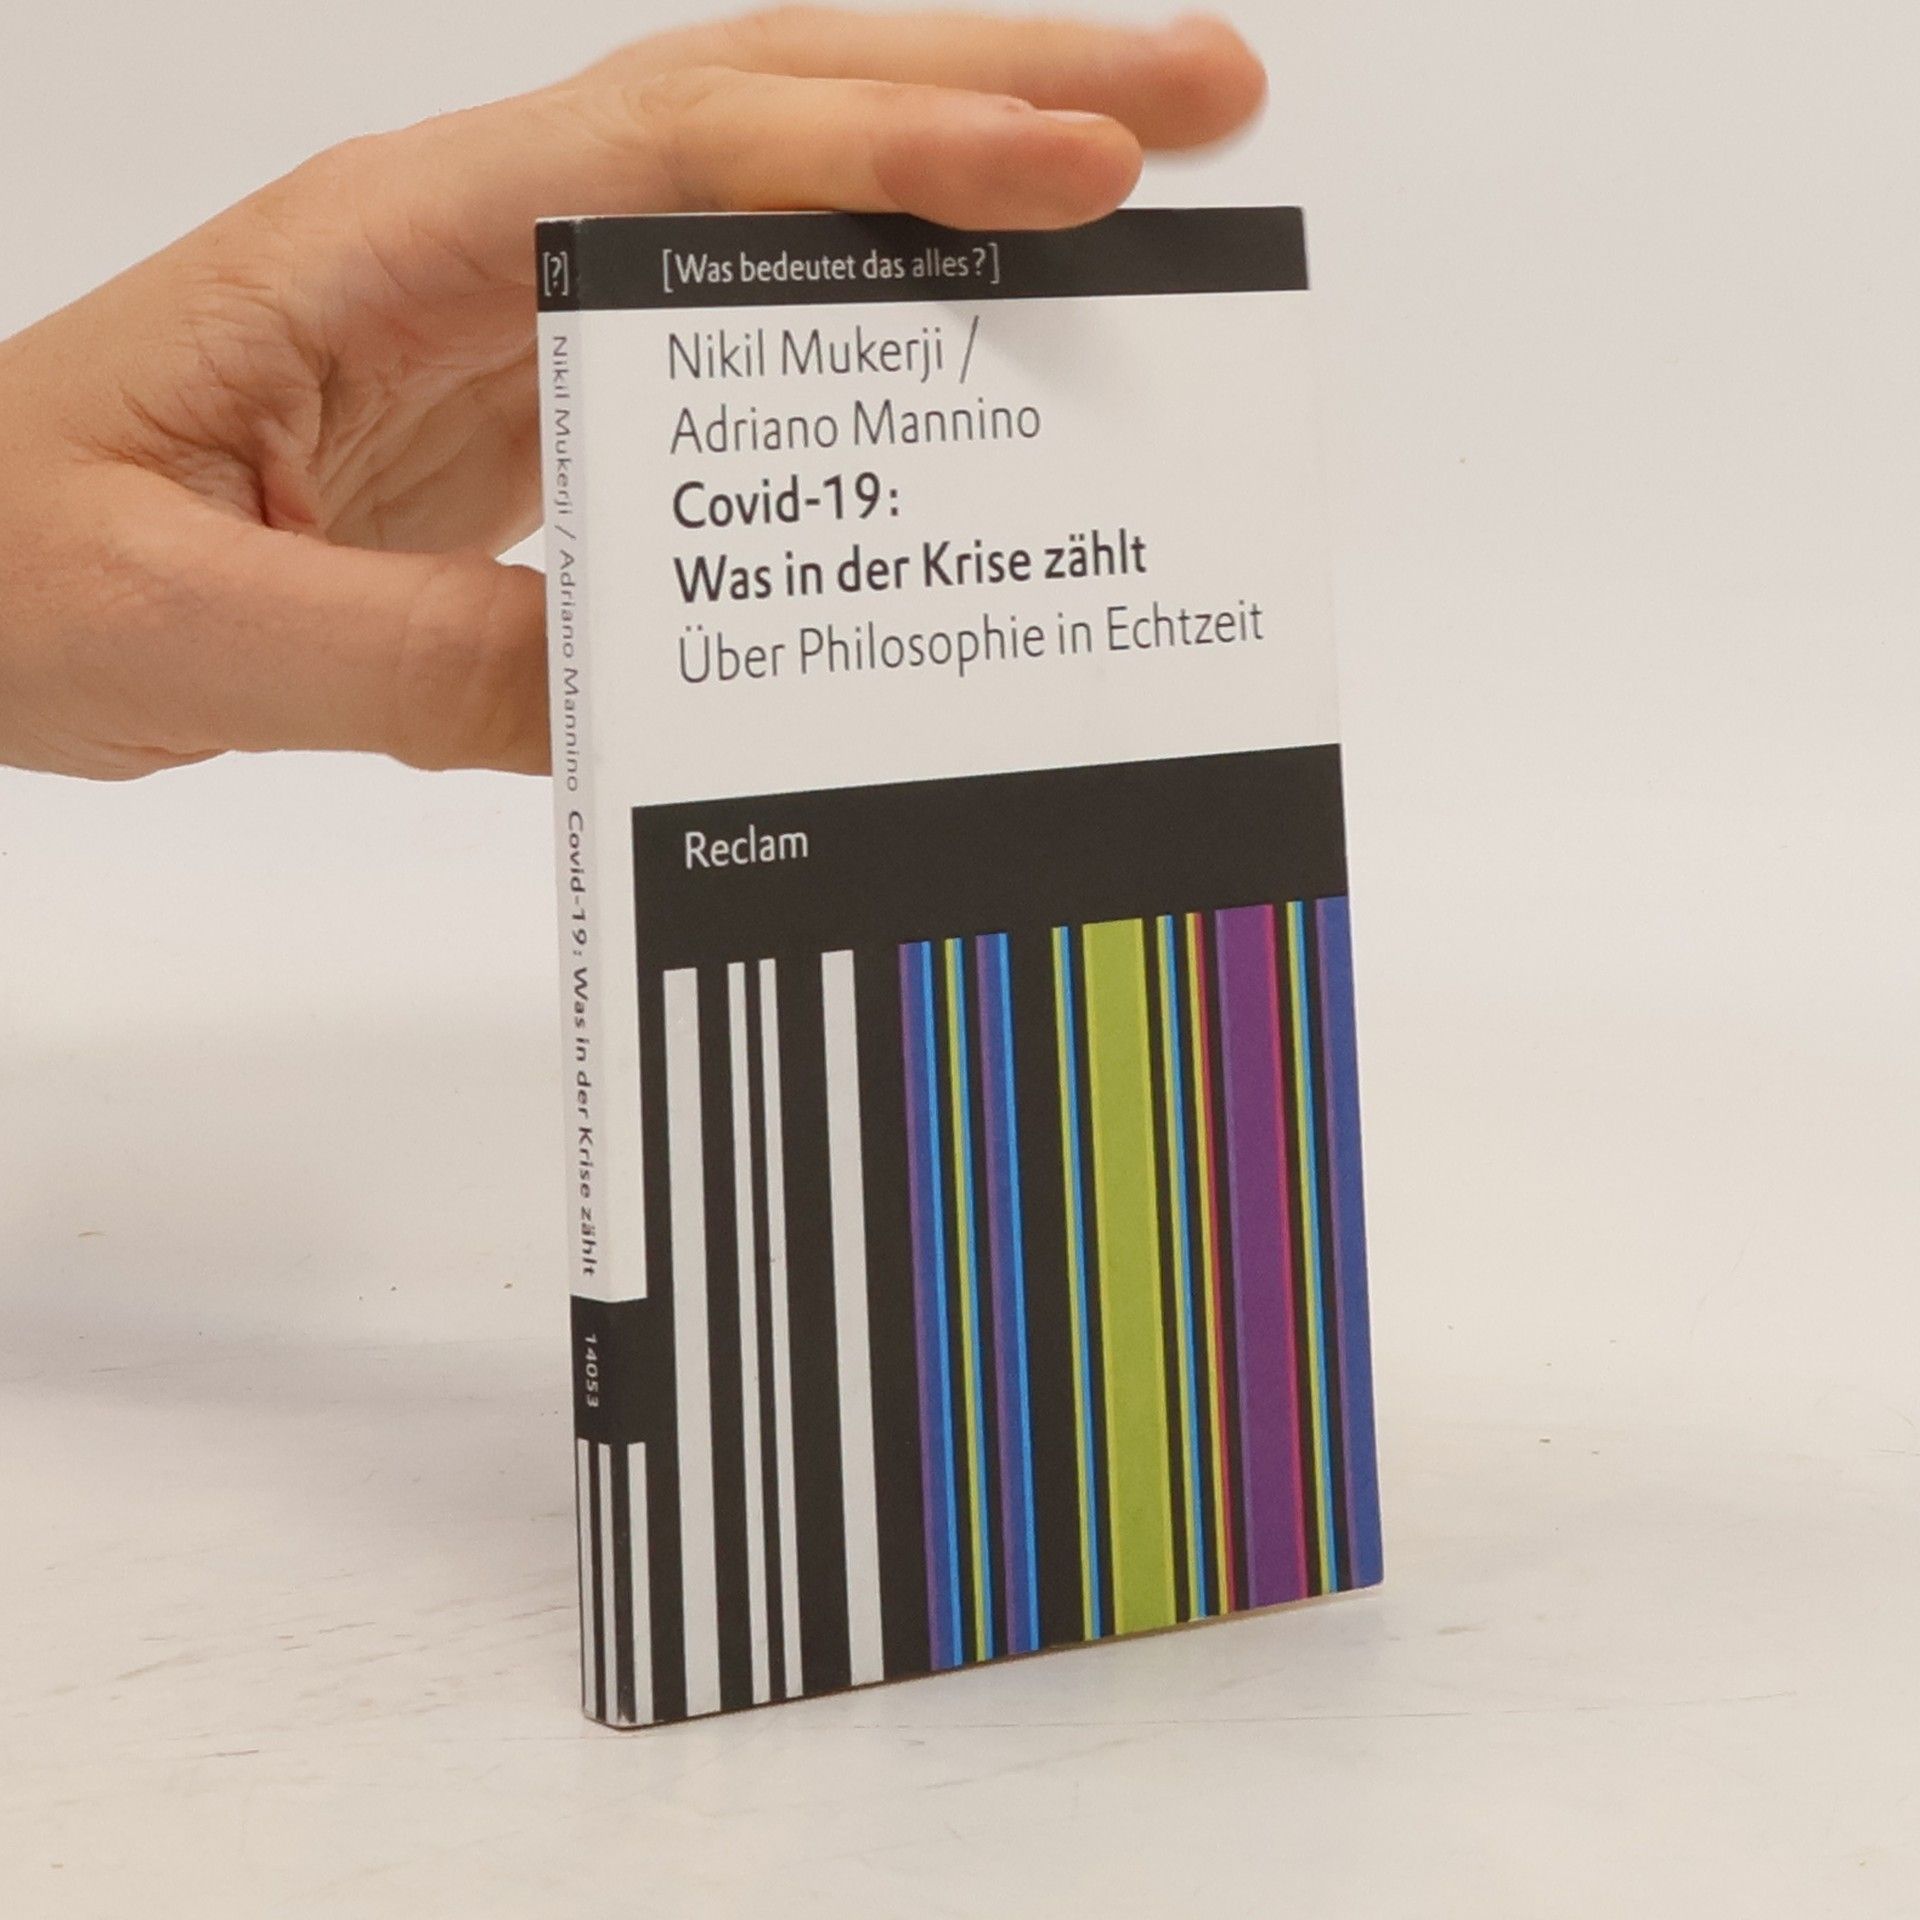 [Was bedeutet das alles?]
Nikil Mukerji /
Adriano Mannino
Covid-19:
Was in der Krise zählt
Über Philosophie in Echtzeit
Reclam
[?]
Nikil Mukerji / Adriano Mannino Covid-19: Was in der Krise zählt
14053